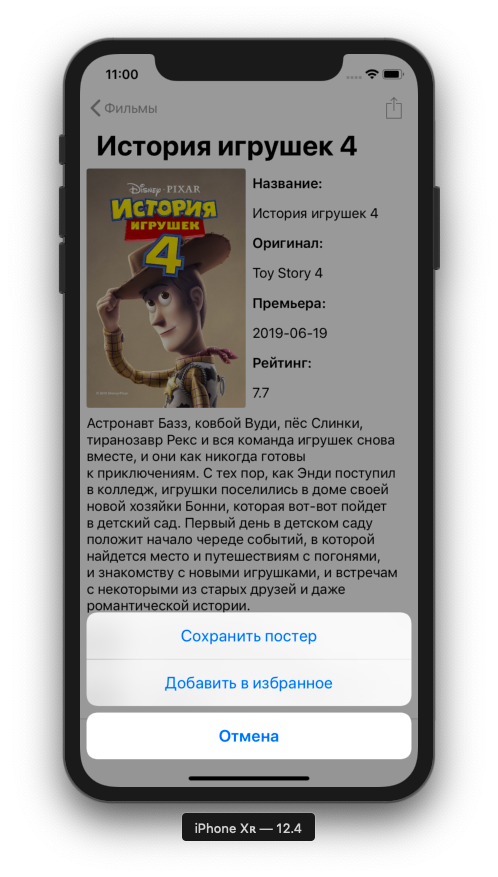 11:00
Фильмы
История игрушек 4
Disney · PIXAR
История
игрушек
4
Название:
История игрушек 4
Оригинал:
Toy Story 4
Премьера:
2019-06-19
Рейтинг:
7.7
Астронавт Базз, ковбой Вуди, пёс Слинки,
тиранозавр Рекс и вся команда игрушек снова
вместе, и они как никогда готовы
к приключениям. С тех пор, как Энди поступил
в колледж, игрушки поселились в доме своей
новой хозяйки Бонни, которая вот-вот пойдет
в детский сад. Первый день в детском саду
положит начало череде событий, в которой
найдется место и путешествиям с погонями,
и знакомству с новыми игрушками, и встречам
с некоторыми из старых друзей и даже
романтической истории.
Сохранить постер
Добавить в избранное
Отмена
iPhone Xʀ — 12.4